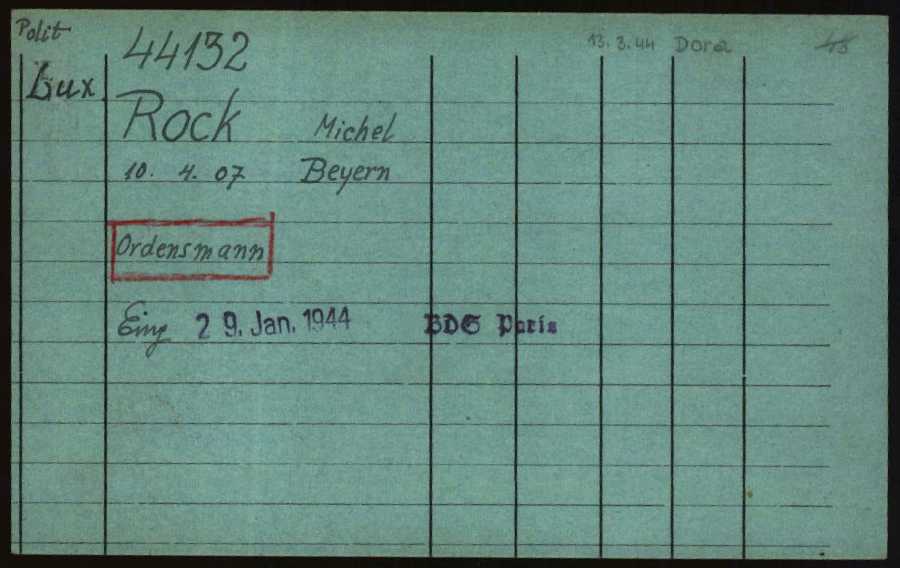 Polit
44132
13. 3. 44 Dora
Lux.
Rock Michel
10. 4. 07 Beyern
Ordensmann
Eing 29. Jan. 1944 BDS Paris